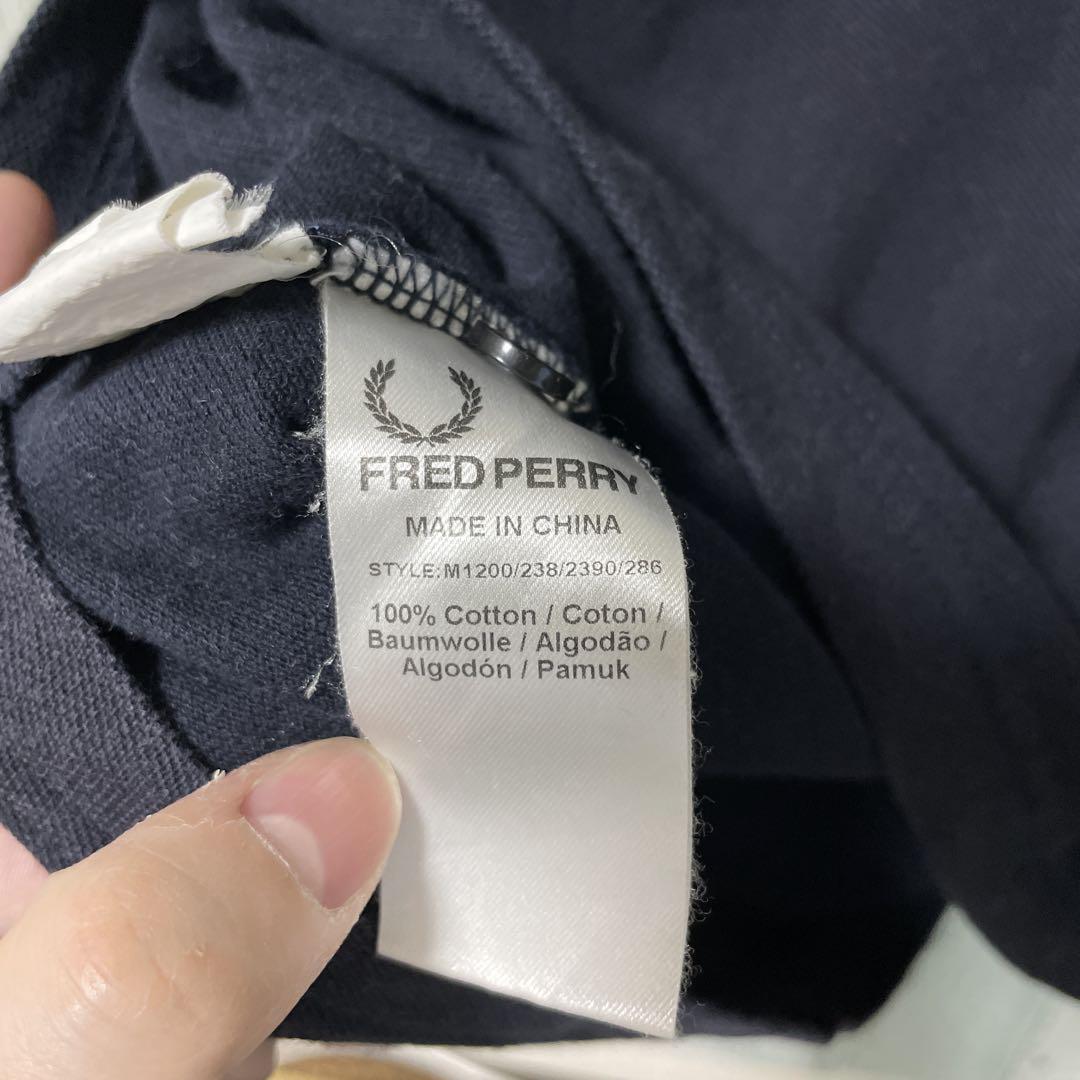 FRED PERRY
MADE IN CHINA
STYLE:M1200/238/2390/286
100% Cotton / Coton /
Baumwolle / Algodão /
Algodón / Pamuk